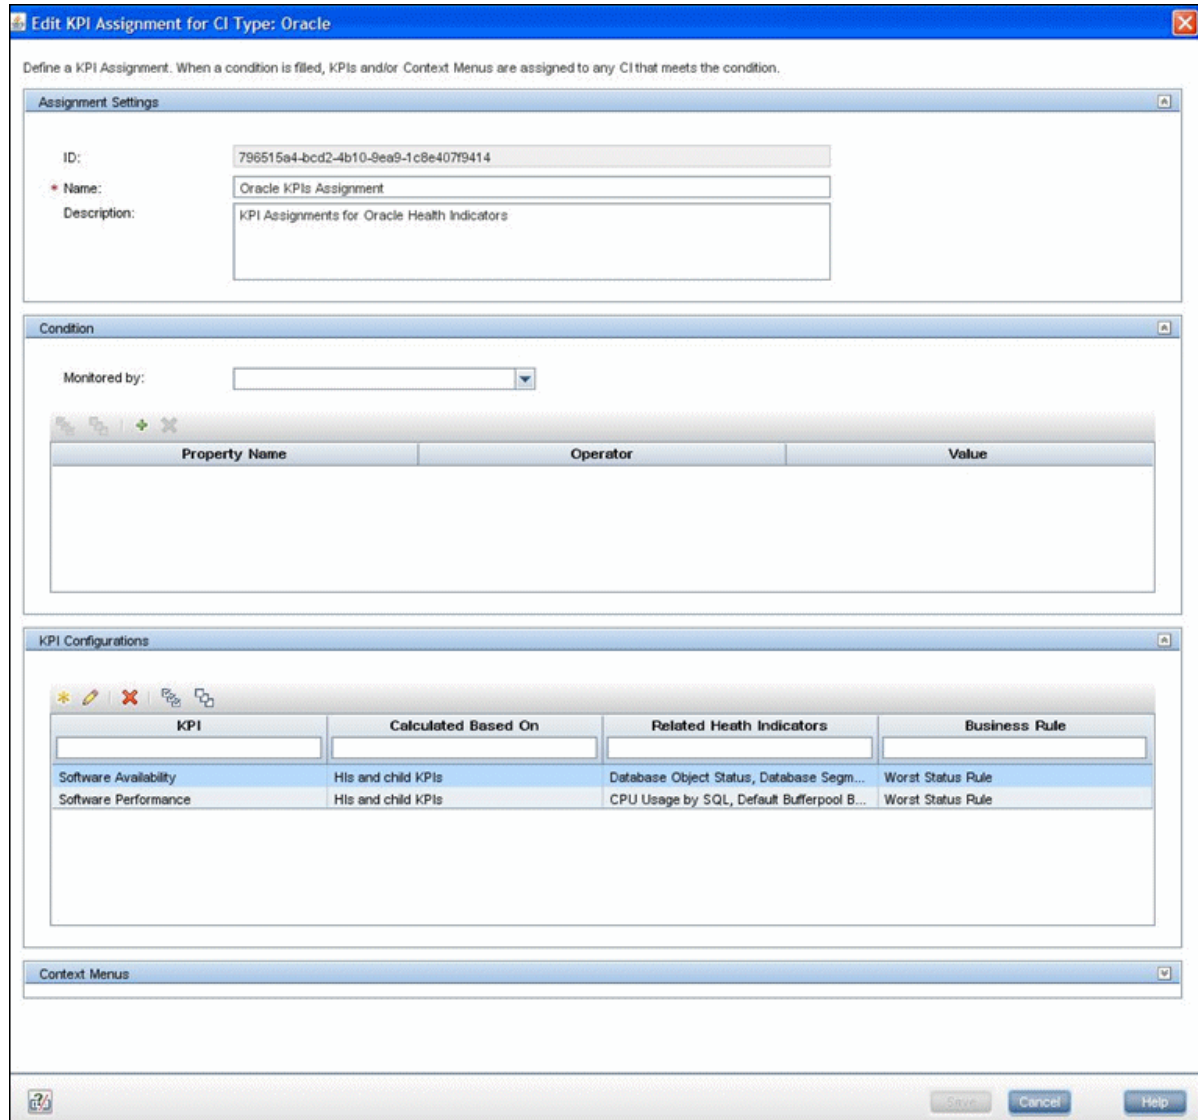 Edit KPI Assignment for CI Type: Oracle
Define a KPI Assignment. When a condition is filled, KPIs and/or Context Menus are assigned to any CI that meets the condition.
Assignment Settings
ID: 796515a4-bcd2-4b10-9ea9-1c8e407f9414
* Name: Oracle KPIs Assignment
Description: KPI Assignments for Oracle Health Indicators
Condition
Monitored by:
Property Name Operator Value
KPI Configurations
KPI Calculated Based On Related Heath Indicators Business Rule
Software Availability HIs and child KPIs Database Object Status, Database Segm... Worst Status Rule
Software Performance HIs and child KPIs CPU Usage by SQL, Default Bufferpool B... Worst Status Rule
Context Menus
Save Cancel Help